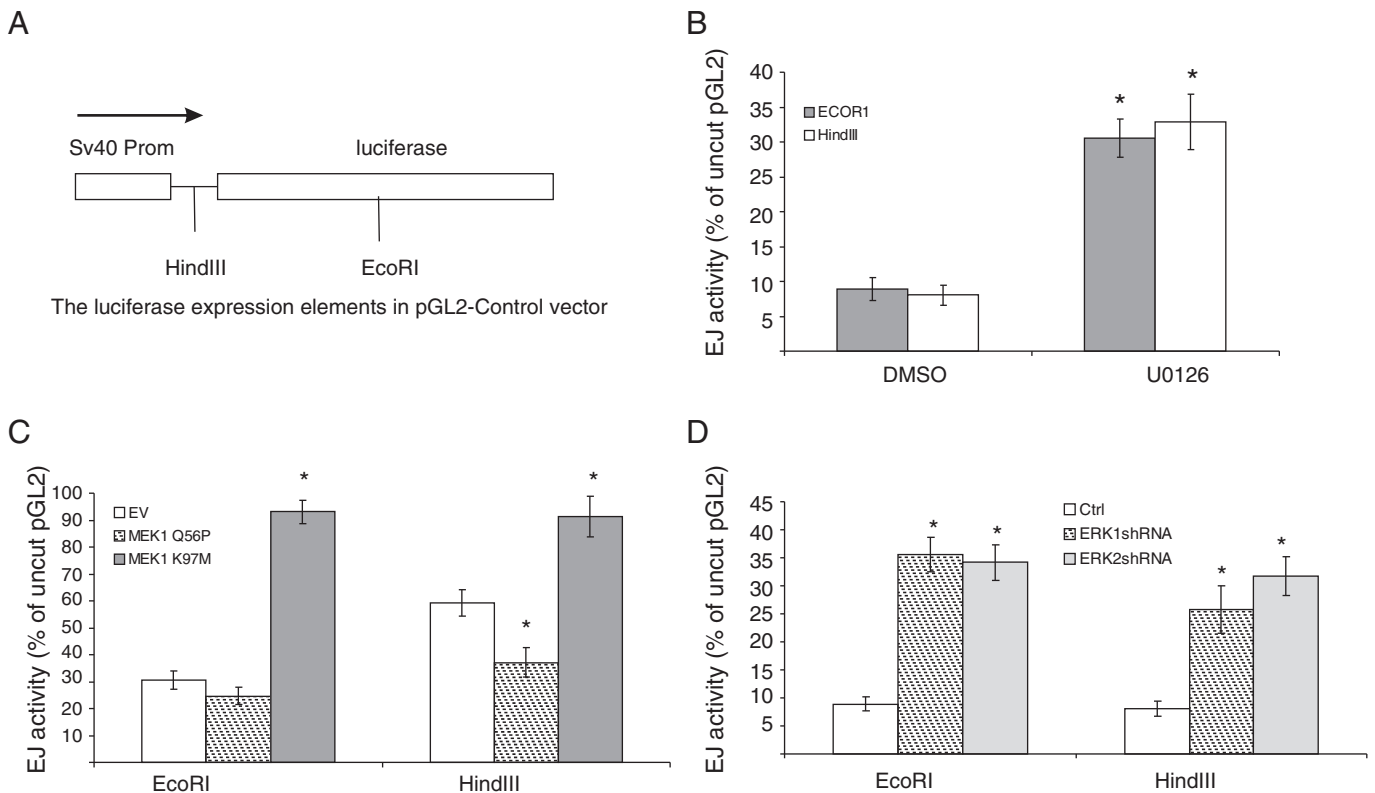 A
Sv40 Prom
luciferase
HindIII
EcoRI
The luciferase expression elements in pGL2-Control vector
B
EJ activity (% of uncut pGL2)
40
35
30
25
20
15
10
5
ECOR1
HindIII
*
*
DMSO
U0126
C
EJ activity (% of uncut pGL2)
100
90
80
70
60
50
40
30
20
10
EV
MEK1 Q56P
MEK1 K97M
*
*
*
EcoRI
HindIII
D
EJ activity (% of uncut pGL2)
45
40
35
30
25
20
15
10
5
Ctrl
ERK1shRNA
ERK2shRNA
*
*
*
*
EcoRI
HindIII